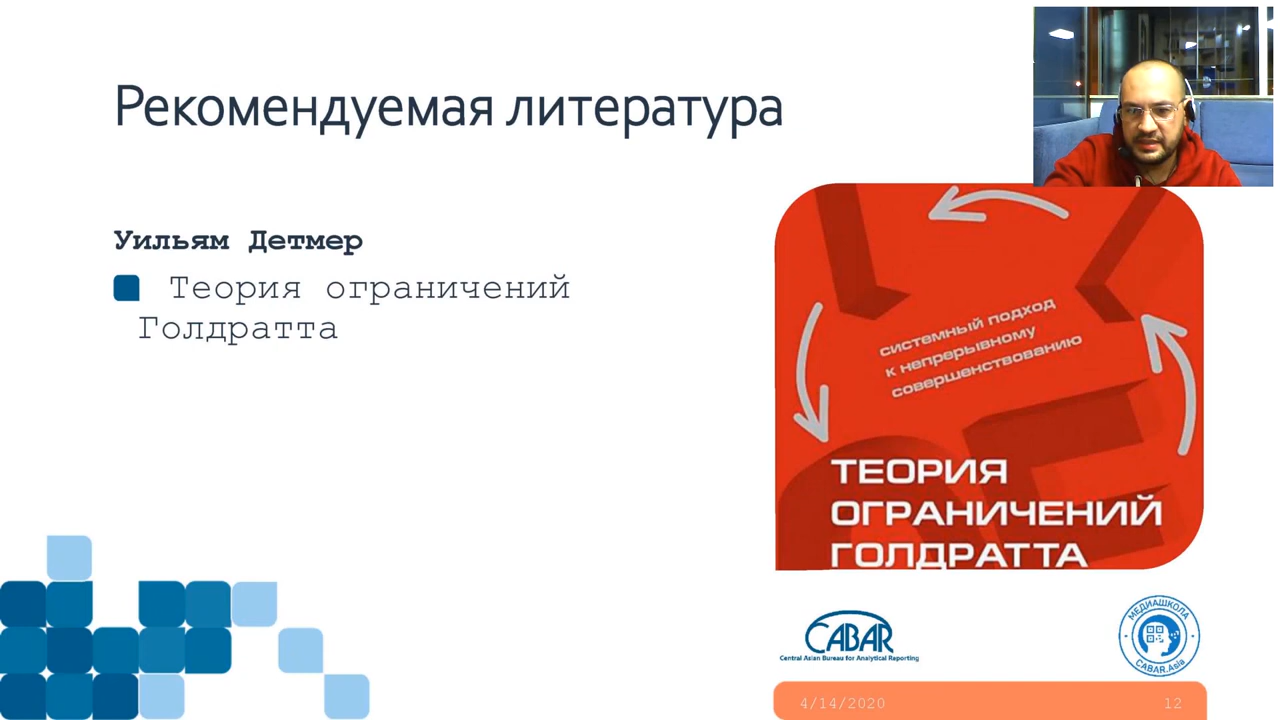 Рекомендуемая литература
Уильям Детмер
Теория ограничений
Голдратта
системный подход
к непрерывному
совершенствованию
ТЕОРИЯ
ОГРАНИЧЕНИЙ
ГОЛДРАТТА
CABAR
Central Asian Bureau for Analytical Reporting
МЕДИАШКОЛА
CABAR.Asia
4/14/2020
12